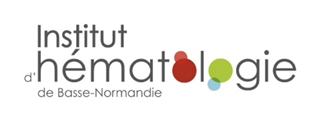 Institut
d'hématologie
de Basse-Normandie